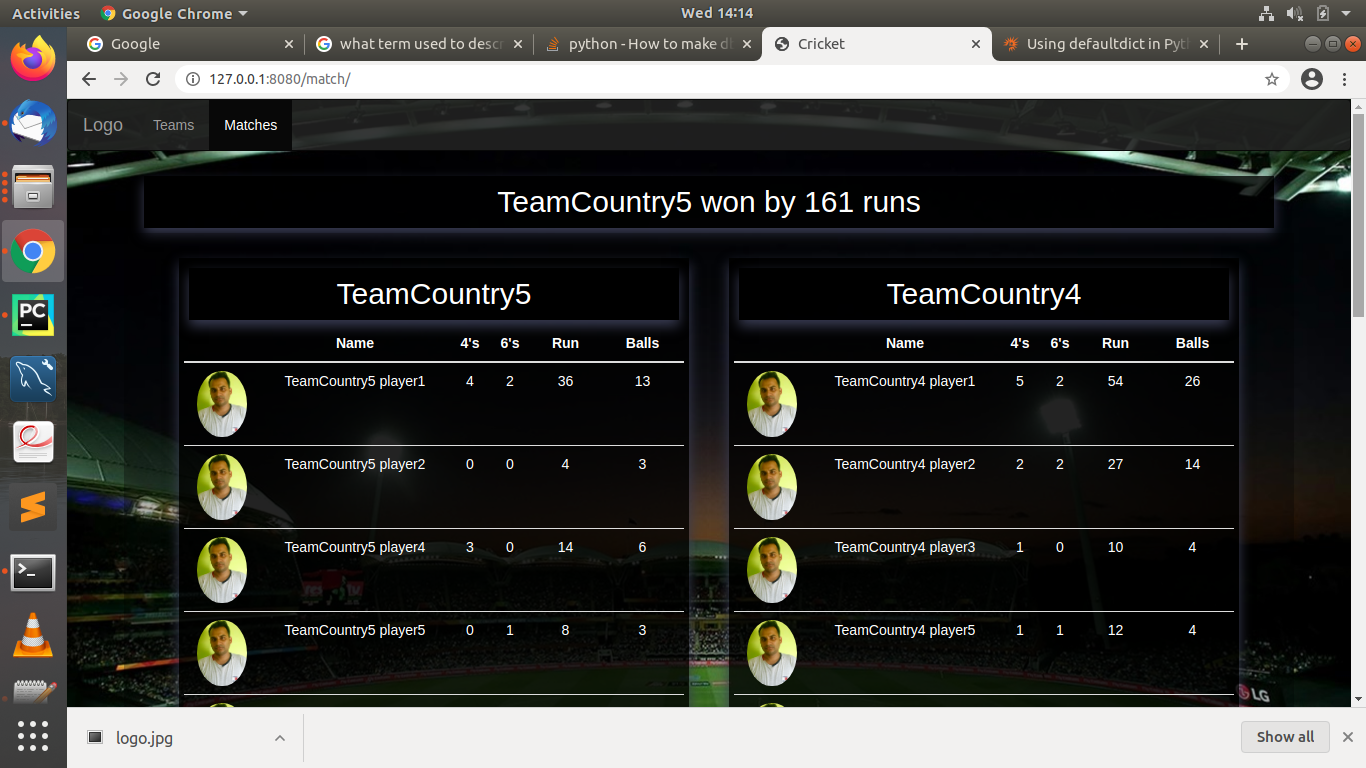 Activities Google Chrome Wed 14:14
Google what term used to desc python - How to make d Cricket Using defaultdict in Pyt
127.0.0.1:8080/match/
Logo Teams Matches
TeamCountry5 won by 161 runs
TeamCountry5
Name 4's 6's Run Balls
TeamCountry5 player1 4 2 36 13
TeamCountry5 player2 0 0 4 3
TeamCountry5 player4 3 0 14 6
TeamCountry5 player5 0 1 8 3
TeamCountry4
Name 4's 6's Run Balls
TeamCountry4 player1 5 2 54 26
TeamCountry4 player2 2 2 27 14
TeamCountry4 player3 1 0 10 4
TeamCountry4 player5 1 1 12 4
LG
PC
logo.jpg Show all